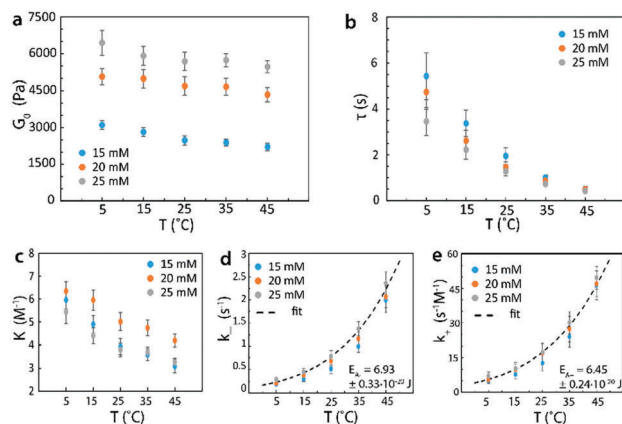 a
7500
6000
4500
3000
1500
0
G₀ (Pa)
15 mM
20 mM
25 mM
5 15 25 35 45
T (˚C)
b
8
6
4
2
0
τ (s)
15 mM
20 mM
25 mM
5 15 25 35 45
T (˚C)
c
8
7
6
5
4
3
2
K (M⁻¹)
15 mM
20 mM
25 mM
5 15 25 35 45
T (˚C)
d
3
2.5
2
1.5
1
0.5
0
k₋ (s⁻¹)
15 mM
20 mM
25 mM
fit
= 6.93
± 0.33·10 J
5 15 25 35 45
T (˚C)
e
60
45
30
15
0
k₊ (s⁻¹M⁻¹)
15 mM
20 mM
25 mM
fit
= 6.45
± 0.24·10 J
5 15 25 35 45
T (˚C)